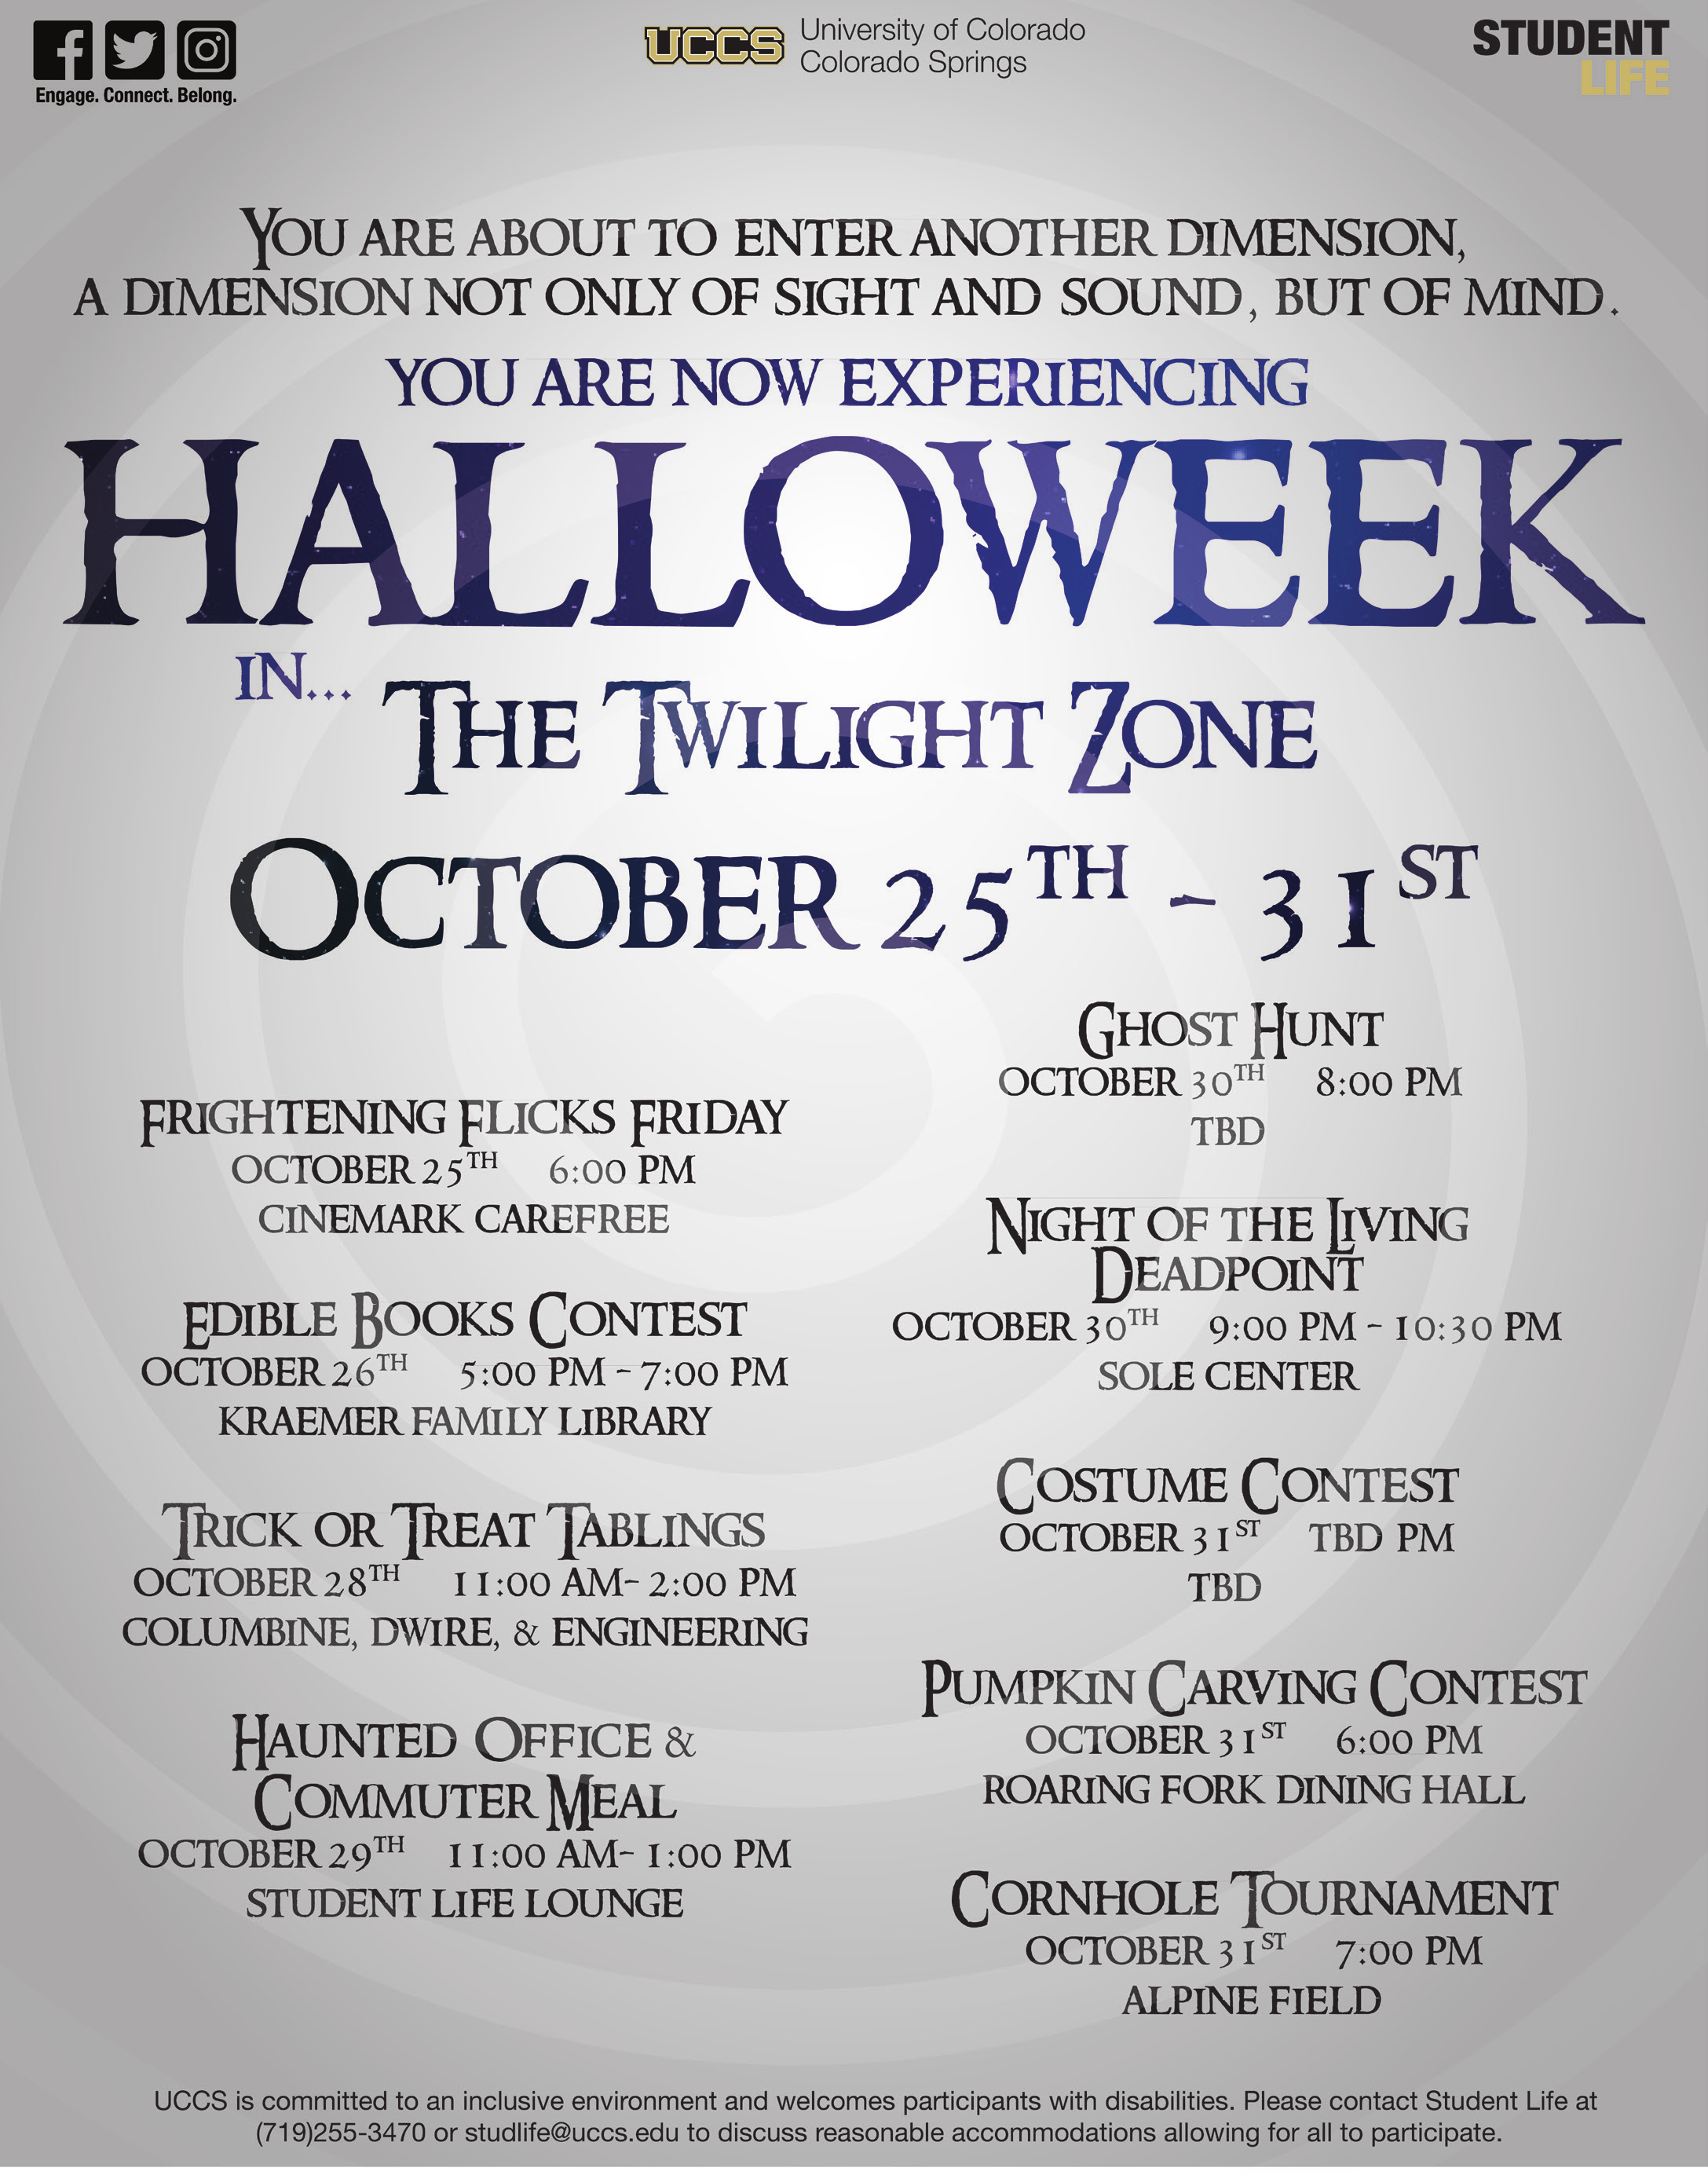 Engage. Connect. Belong.
UCCS
University of Colorado
Colorado Springs
STUDENT
LIFE
YOU ARE ABOUT TO ENTER ANOTHER DIMENSION,
A DIMENSION NOT ONLY OF SIGHT AND SOUND, BUT OF MIND.
YOU ARE NOW EXPERIENCING
HALLOWEEK
IN...
THE TWILIGHT ZONE
OCTOBER 25TH - 31ST
FRIGHTENING FLICKS FRIDAY
OCTOBER 25TH 6:00 PM
CINEMARK CAREFREE
EDIBLE BOOKS CONTEST
OCTOBER 26TH 5:00 PM - 7:00 PM
KRAEMER FAMILY LIBRARY
TRICK OR TREAT TABLINGS
OCTOBER 28TH 11:00 AM- 2:00 PM
COLUMBINE, DWIRE, & ENGINEERING
HAUNTED OFFICE &
COMMUTER MEAL
OCTOBER 29TH 11:00 AM- 1:00 PM
STUDENT LIFE LOUNGE
GHOST HUNT
OCTOBER 30TH 8:00 PM
TBD
NIGHT OF THE LIVING
DEADPOINT
OCTOBER 30TH 9:00 PM - 10:30 PM
SOLE CENTER
COSTUME CONTEST
OCTOBER 31ST TBD PM
TBD
PUMPKIN CARVING CONTEST
OCTOBER 31ST 6:00 PM
ROARING FORK DINING HALL
CORNHOLE TOURNAMENT
OCTOBER 31ST 7:00 PM
ALPINE FIELD
UCCS is committed to an inclusive environment and welcomes participants with disabilities. Please contact Student Life at
(719)255-3470 or studlife@uccs.edu to discuss reasonable accommodations allowing for all to participate.